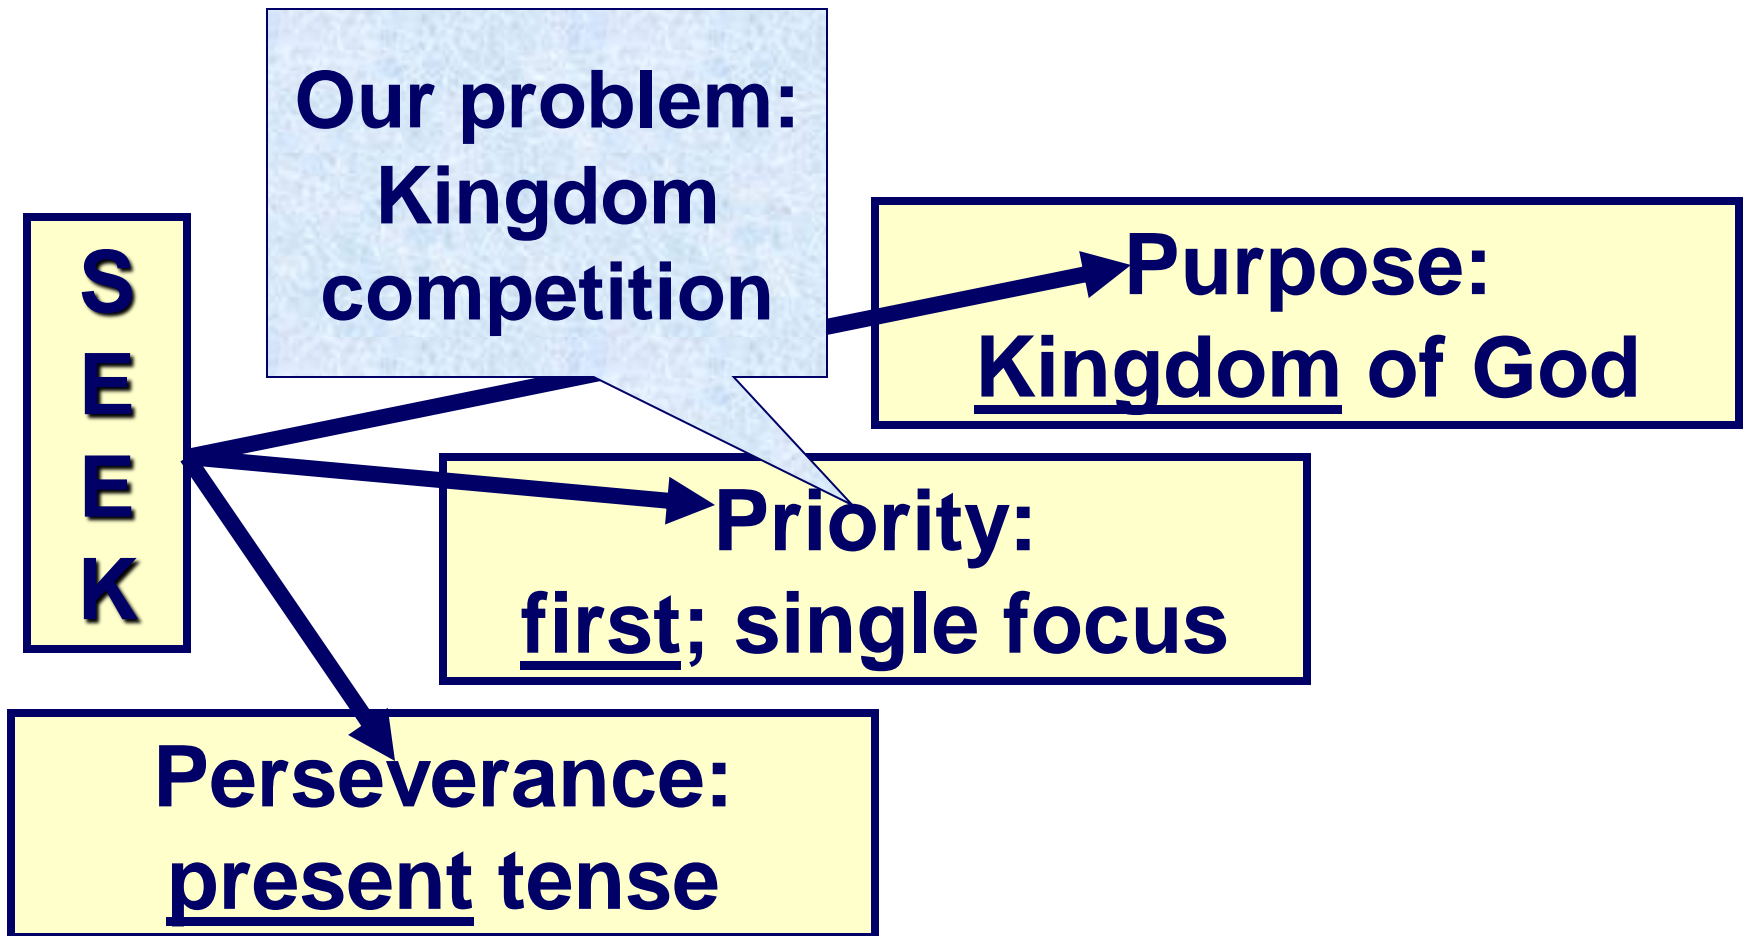 Our problem:
Kingdom
competition
S
E
E
K
Purpose:
Kingdom of God
Priority:
first; single focus
Perseverance:
present tense